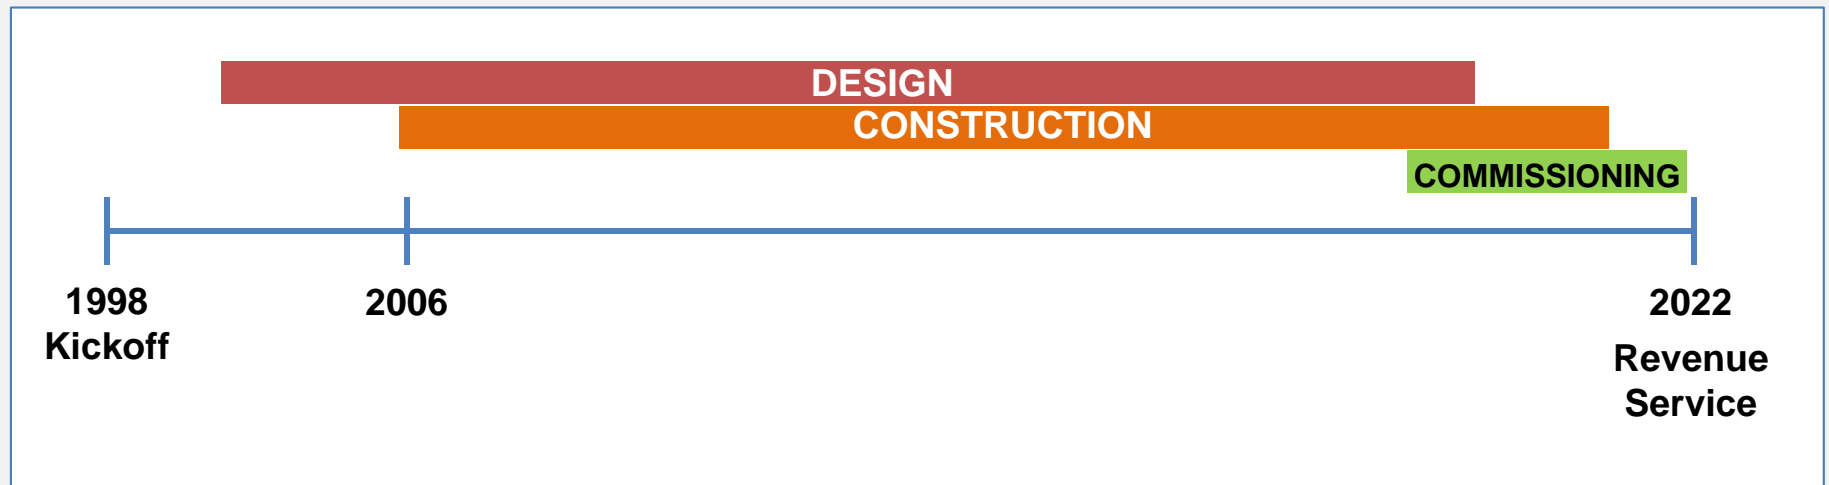 DESIGN
CONSTRUCTION
COMMISSIONING
1998
Kickoff
2006
2022
Revenue
Service